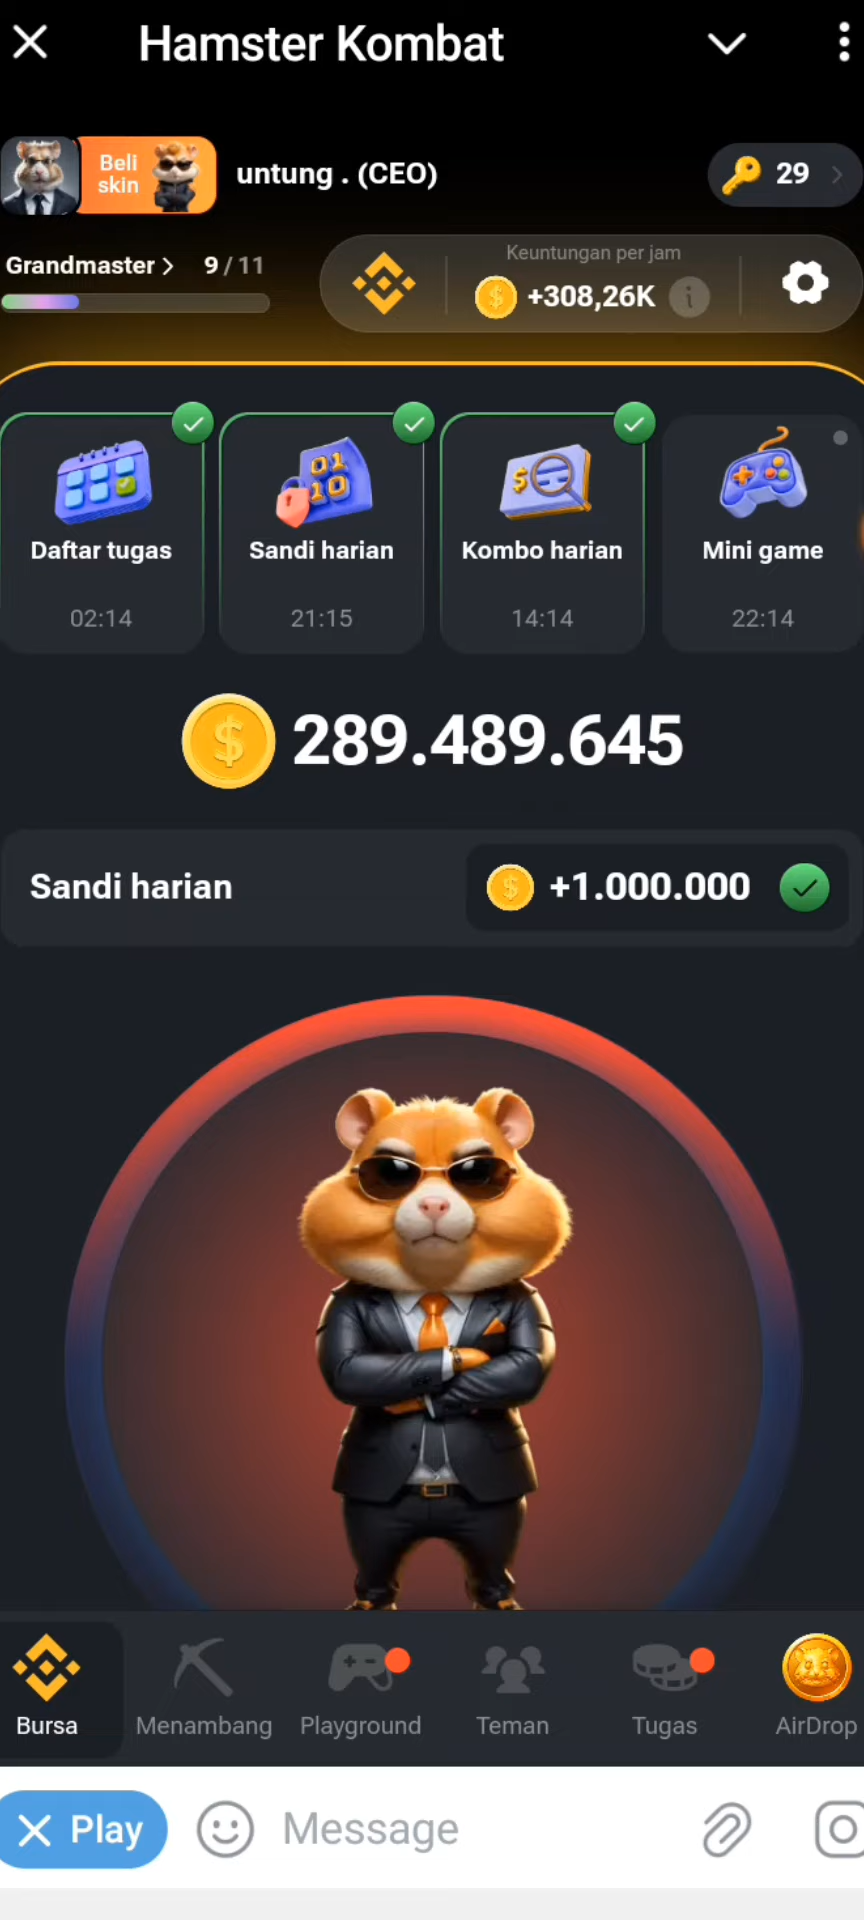 Hamster Kombat
Beli
skin
untung . (CEO)
29
Grandmaster
9 / 11
Keuntungan per jam
+308,26K
Daftar tugas
02:14
Sandi harian
21:15
Kombo harian
14:14
Mini game
22:14
289.489.645
Sandi harian
+1.000.000
Bursa
Menambang
Playground
Teman
Tugas
AirDrop
Play
Message